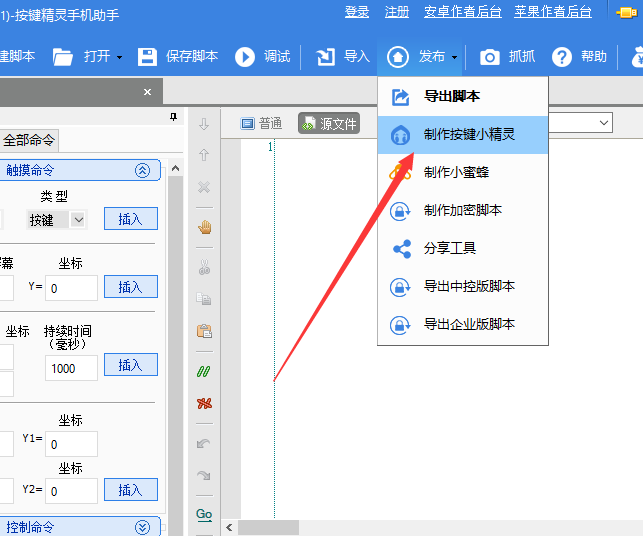 1)-按键精灵手机助手
登录 注册 安卓作者后台 苹果作者后台
建脚本 打开 保存脚本 调试 导入 发布 抓抓 帮助
导出脚本
制作按键小精灵
制作小蜜蜂
制作加密脚本
分享工具
导出中控版脚本
导出企业版脚本
普通 源文件
1
全部命令
触摸命令
类型
按键 插入
幕 坐标
Y= 0 插入
坐标 持续时间
(毫秒)
1000 插入
坐标
Y1= 0
坐标
Y2= 0 插入
控制命令
Go